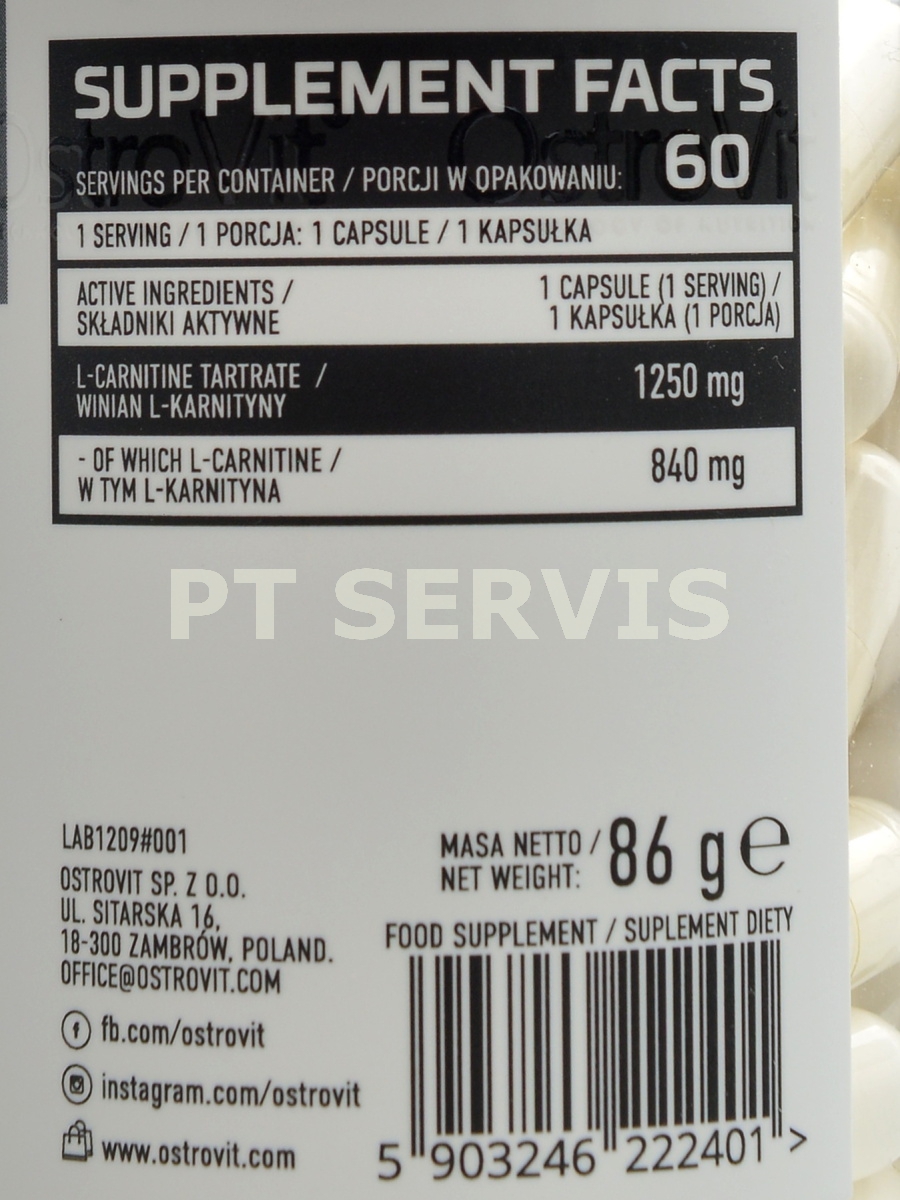 SUPPLEMENT FACTS
SERVINGS PER CONTAINER / PORCJI W OPAKOWANIU: 60
1 SERVING / 1 PORCJA: 1 CAPSULE / 1 KAPSUŁKA
ACTIVE INGREDIENTS /
SKŁADNIKI AKTYWNE
1 CAPSULE (1 SERVING) /
1 KAPSUŁKA (1 PORCJA)
L-CARNITINE TARTRATE /
WINIAN L-KARNITYNY
1250 mg
- OF WHICH L-CARNITINE /
W TYM L-KARNITYNA
840 mg
PT SERVIS
LAB1209#001
OSTROVIT SP. Z O.O.
UL. SITARSKA 16,
18-300 ZAMBRÓW, POLAND.
OFFICE@OSTROVIT.COM
fb.com/ostrovit
instagram.com/ostrovit
www.ostrovit.com
MASA NETTO /
NET WEIGHT:
86 g ℮
FOOD SUPPLEMENT / SUPLEMENT DIETY
5 903246 222401 >